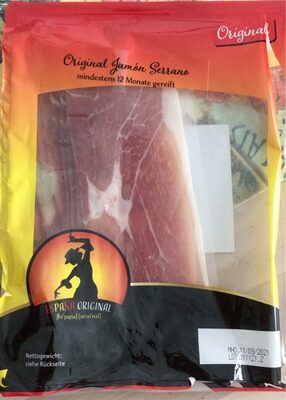 Original
Original Jamón Serrano
mindestens 12 Monate gereift
ESPAÑA ORIGINAL
Nettogewicht:
siehe Rückseite
MHD.11/09/2021